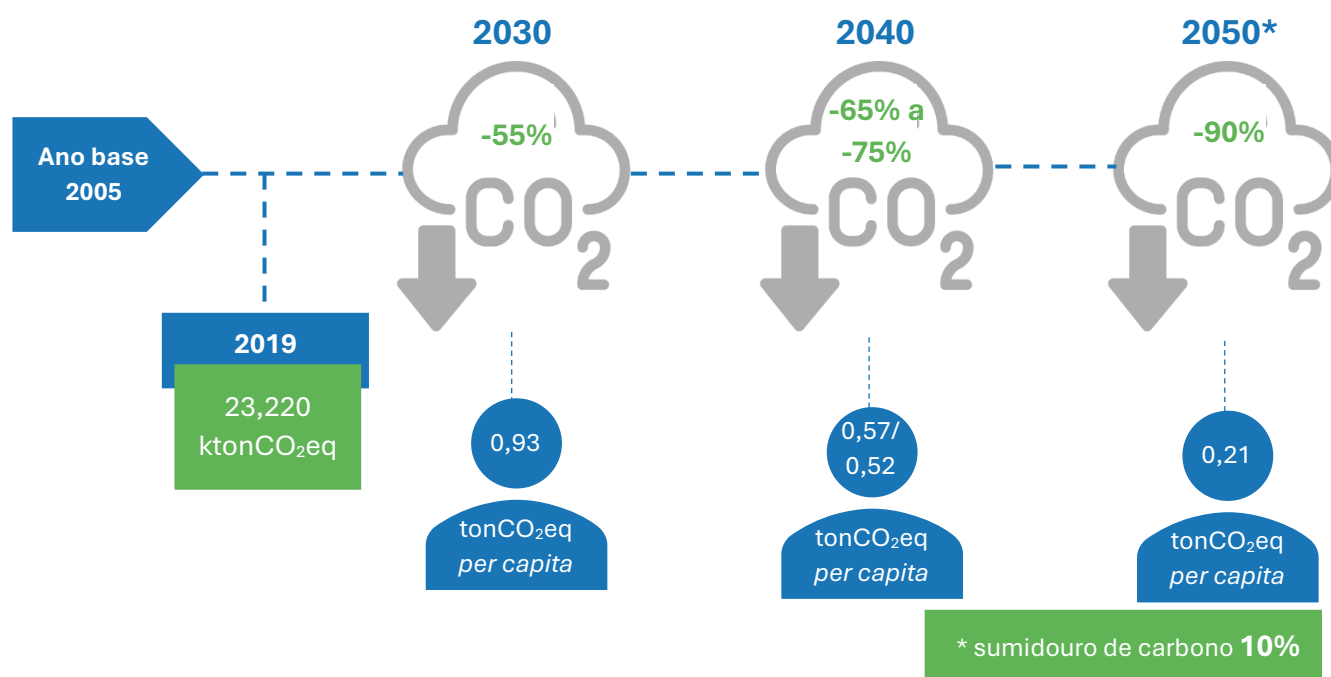 2030
2040
2050*
Ano base
2005
-55%
-65% a
-75%
-90%
CO2
CO2
CO2
2019
23,220
ktonCO₂eq
0,93
tonCO₂eq
per capita
0,57/
0,52
tonCO₂eq
per capita
0,21
tonCO₂eq
per capita
* sumidouro de carbono 10%